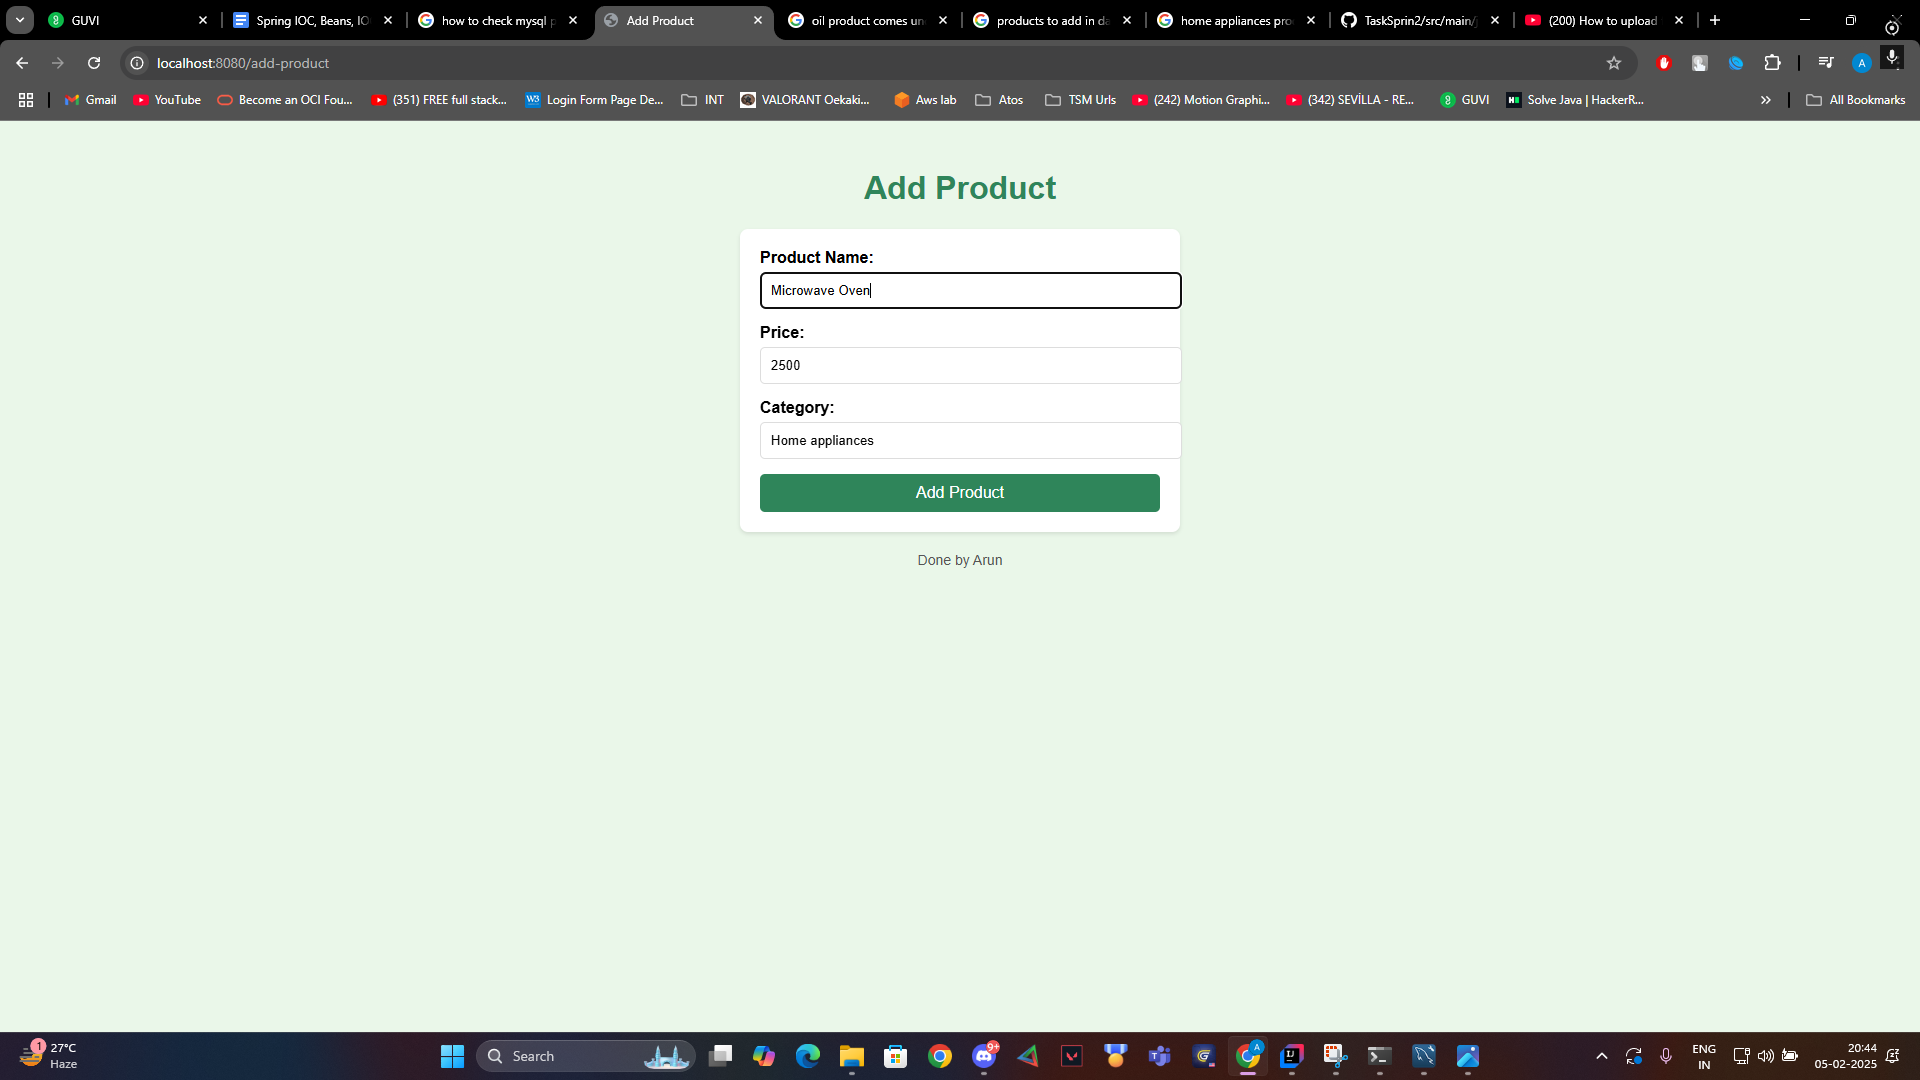 GUVI
Spring IOC, Beans, IO
how to check mysql p
Add Product
oil product comes un
products to add in da
home appliances pro
TaskSprin2/src/main/j
(200) How to upload
localhost:8080/add-product
A
Gmail
YouTube
Become an OCI Fou...
(351) FREE full stack...
Login Form Page De...
INT
VALORANT Oekaki...
Aws lab
Atos
TSM Urls
(242) Motion Graphi...
(342) SEVİLLA - RE...
GUVI
Solve Java | HackerR...
All Bookmarks
Add Product
Product Name:
Microwave Oven
Price:
2500
Category:
Home appliances
Add Product
Done by Arun
1
27°C
Haze
Search
9+
A
ENG
IN
20:44
05-02-2025